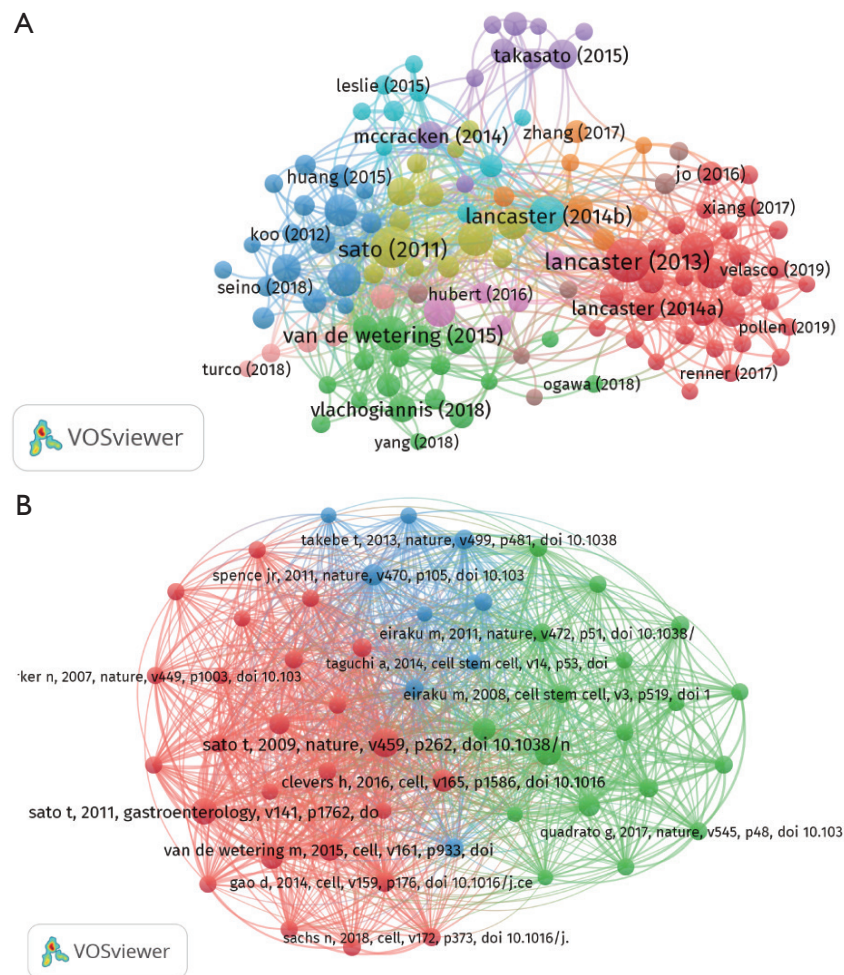 A
takasato (2015)
leslie (2015)
mccracken (2014)
zhang (2017)
huang (2015)
jo (2016)
xiang (2017)
lancaster (2014b)
koo (2012)
sato (2011)
lancaster (2013)
velasco (2019)
seino (2018)
hubert (2016)
lancaster (2014a)
pollen (2019)
van de wetering (2015)
turco (2018)
renner (2017)
ogawa (2018)
vlachogiannis (2018)
yang (2018)
VOSviewer
B
takebe t, 2013, nature, v499, p481, doi 10.1038
spence jr, 2011, nature, v470, p105, doi 10.103
eiraku m, 2011, nature, v472, p51, doi 10.1038/
taguchi a, 2014, cell stem cell, v14, p53, doi
rker n, 2007, nature, v449, p1003, doi 10.103
eiraku m, 2008, cell stem cell, v3, p519, doi 1
sato t, 2009, nature, v459, p262, doi 10.1038/n
clevers h, 2016, cell, v165, p1586, doi 10.1016
sato t, 2011, gastroenterology, v141, p1762, do
quadrato g, 2017, nature, v545, p48, doi 10.103
van de wetering m, 2015, cell, v161, p933, doi
gao d, 2014, cell, v159, p176, doi 10.1016/j.ce
sachs n, 2018, cell, v172, p373, doi 10.1016/j.
VOSviewer